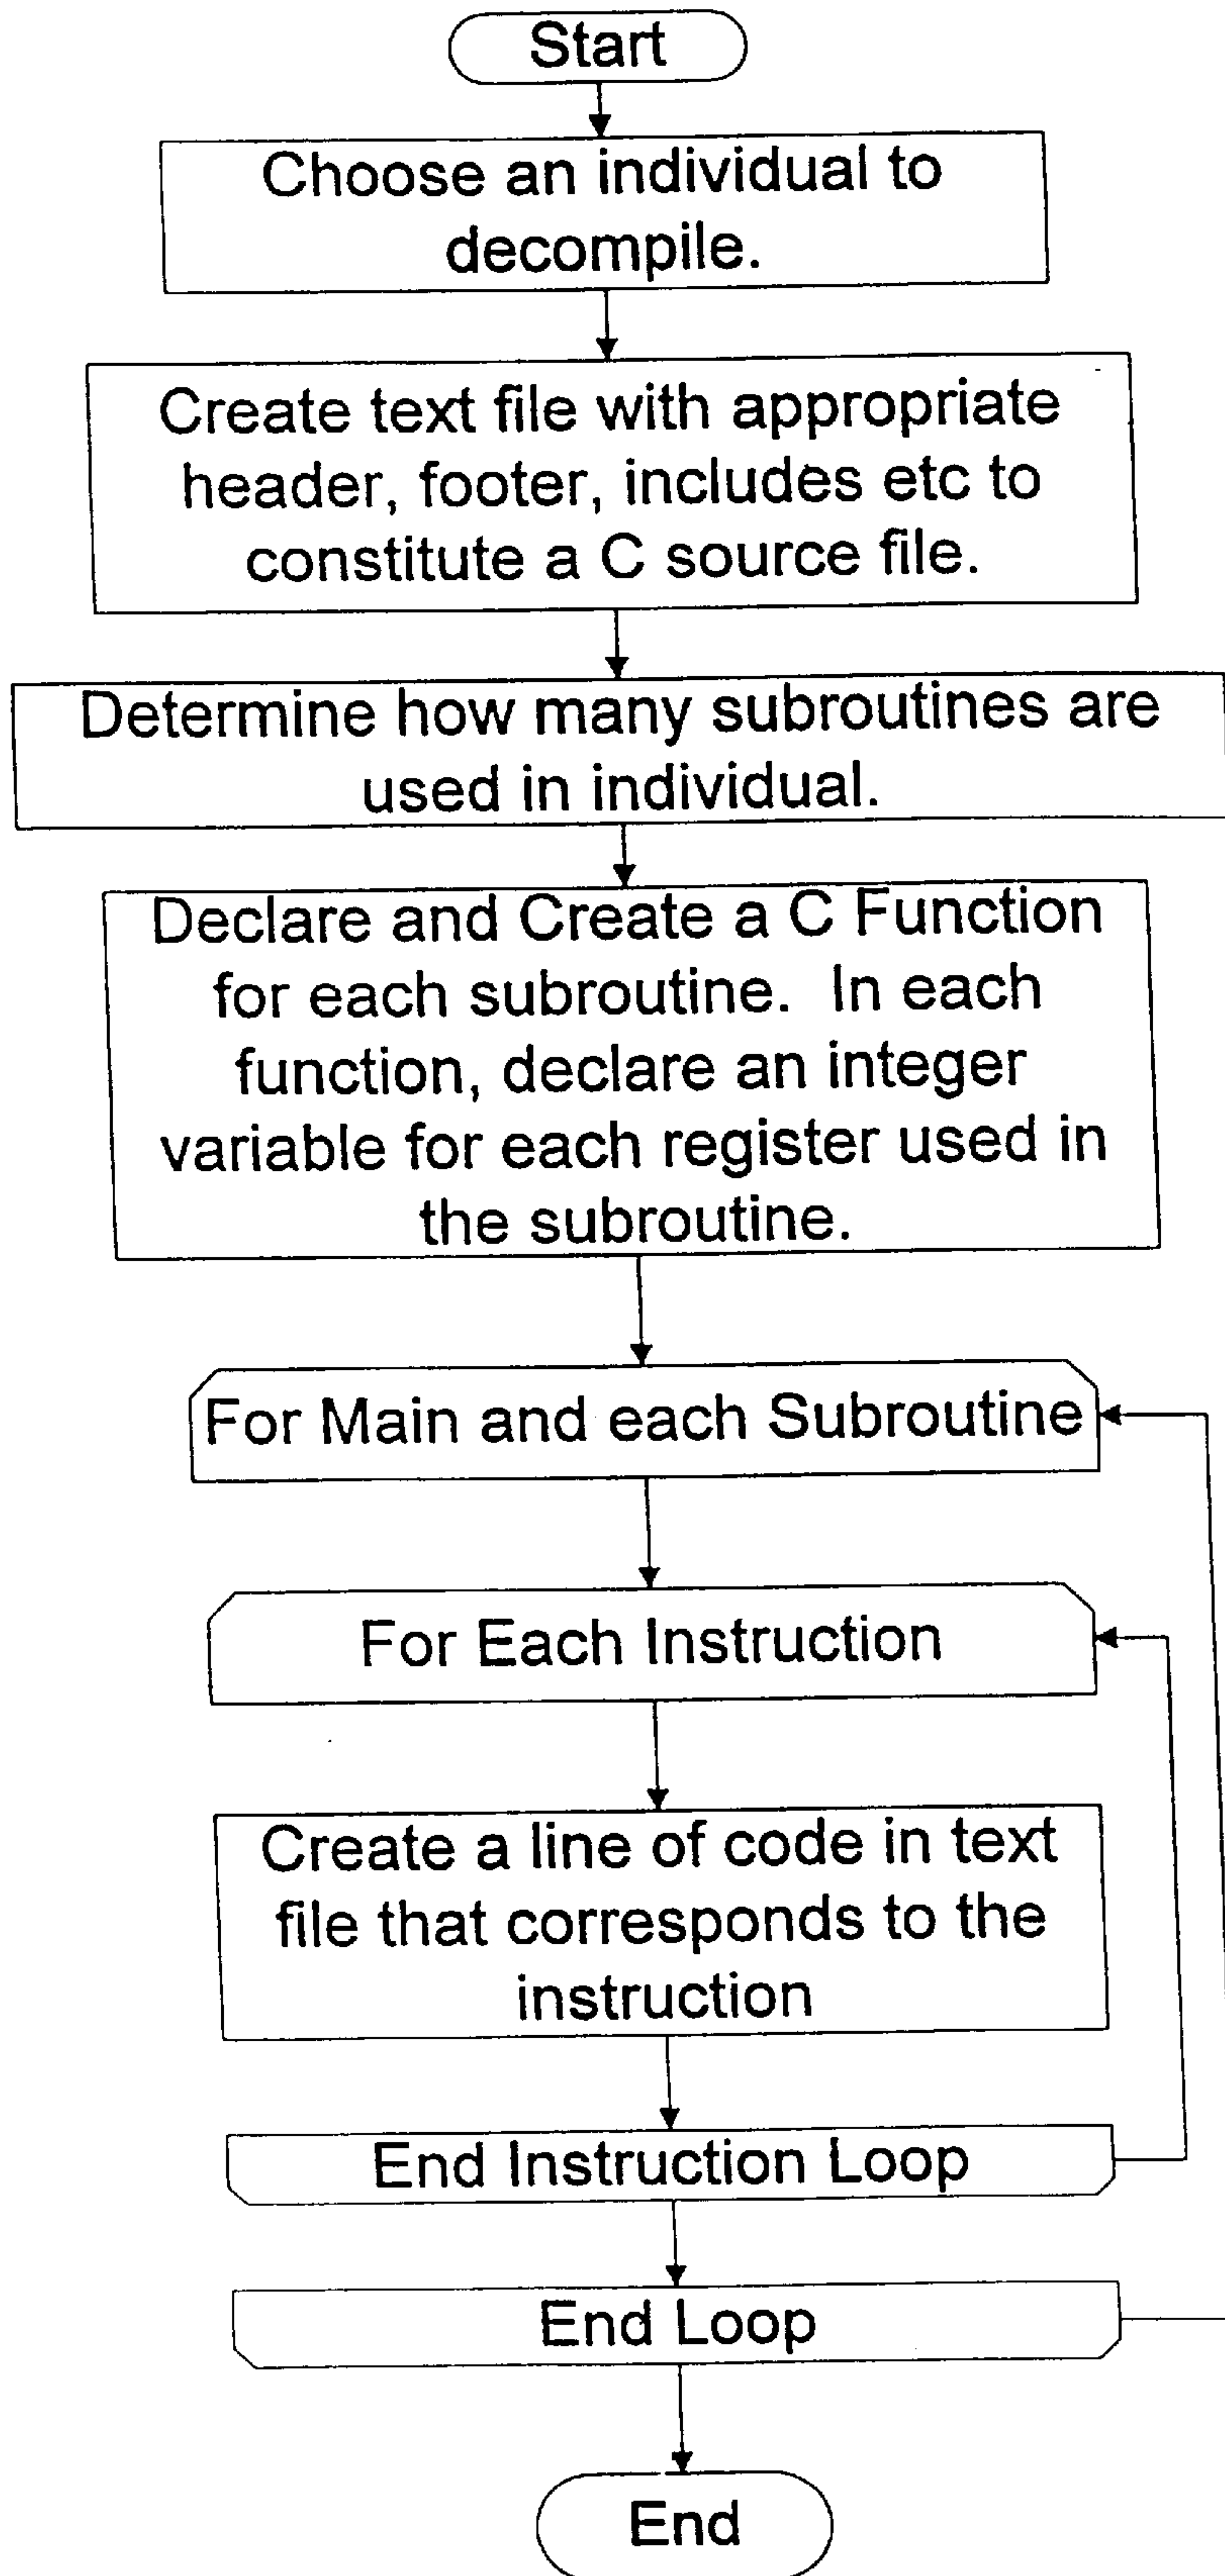 Start
Choose an individual to
decompile.
Create text file with appropriate
header, footer, includes etc to
constitute a C source file.
Determine how many subroutines are
used in individual.
Declare and Create a C Function
for each subroutine. In each
function, declare an integer
variable for each register used in
the subroutine.
For Main and each Subroutine
For Each Instruction
Create a line of code in text
file that corresponds to the
instruction
End Instruction Loop
End Loop
End